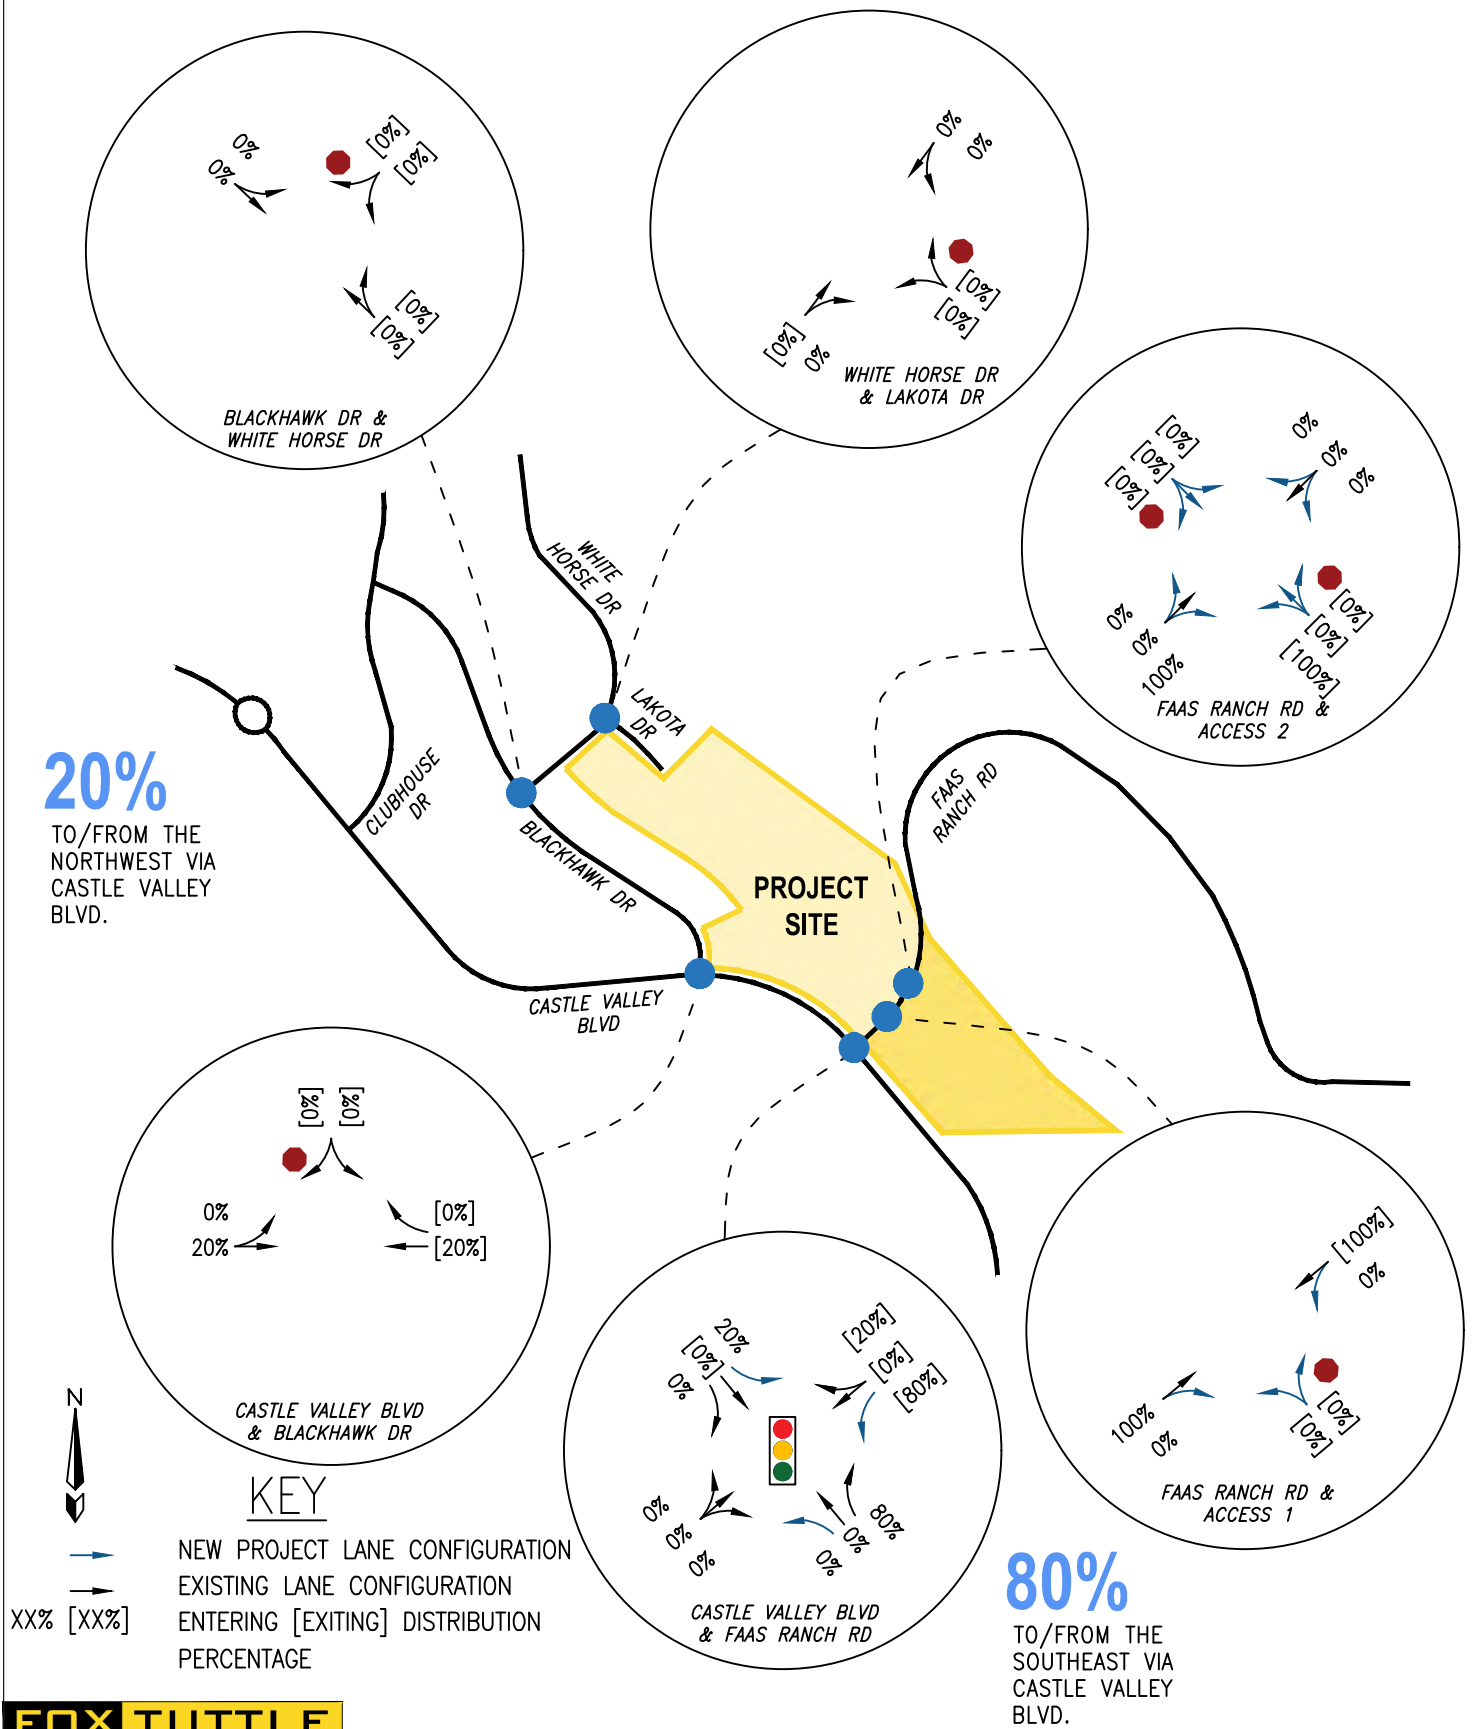 0%
0%
[0%]
[0%]
[0%]
[0%]
BLACKHAWK DR &
WHITE HORSE DR
0%
0%
[0%]
[0%]
[0%]
0%
WHITE HORSE DR
& LAKOTA DR
[0%]
[0%]
[0%]
0%
0%
0%
0%
0%
100%
[0%]
[0%]
[100%]
FAAS RANCH RD &
ACCESS 2
WHITE
HORSE DR
LAKOTA
DR
CLUBHOUSE
DR
BLACKHAWK DR
FAAS
RANCH RD
20%
TO/FROM THE
NORTHWEST VIA
CASTLE VALLEY
BLVD.
PROJECT
SITE
CASTLE VALLEY
BLVD
[0%]
[0%]
0%
20%
[0%]
[20%]
CASTLE VALLEY BLVD
& BLACKHAWK DR
20%
[0%]
0%
[20%]
[0%]
[80%]
0%
0%
0%
80%
0%
0%
CASTLE VALLEY BLVD
& FAAS RANCH RD
[100%]
0%
100%
0%
[0%]
[0%]
FAAS RANCH RD &
ACCESS 1
80%
TO/FROM THE
SOUTHEAST VIA
CASTLE VALLEY
BLVD.
N
KEY
NEW PROJECT LANE CONFIGURATION
EXISTING LANE CONFIGURATION
XX% [XX%] ENTERING [EXITING] DISTRIBUTION
PERCENTAGE
FOX TUTTLE